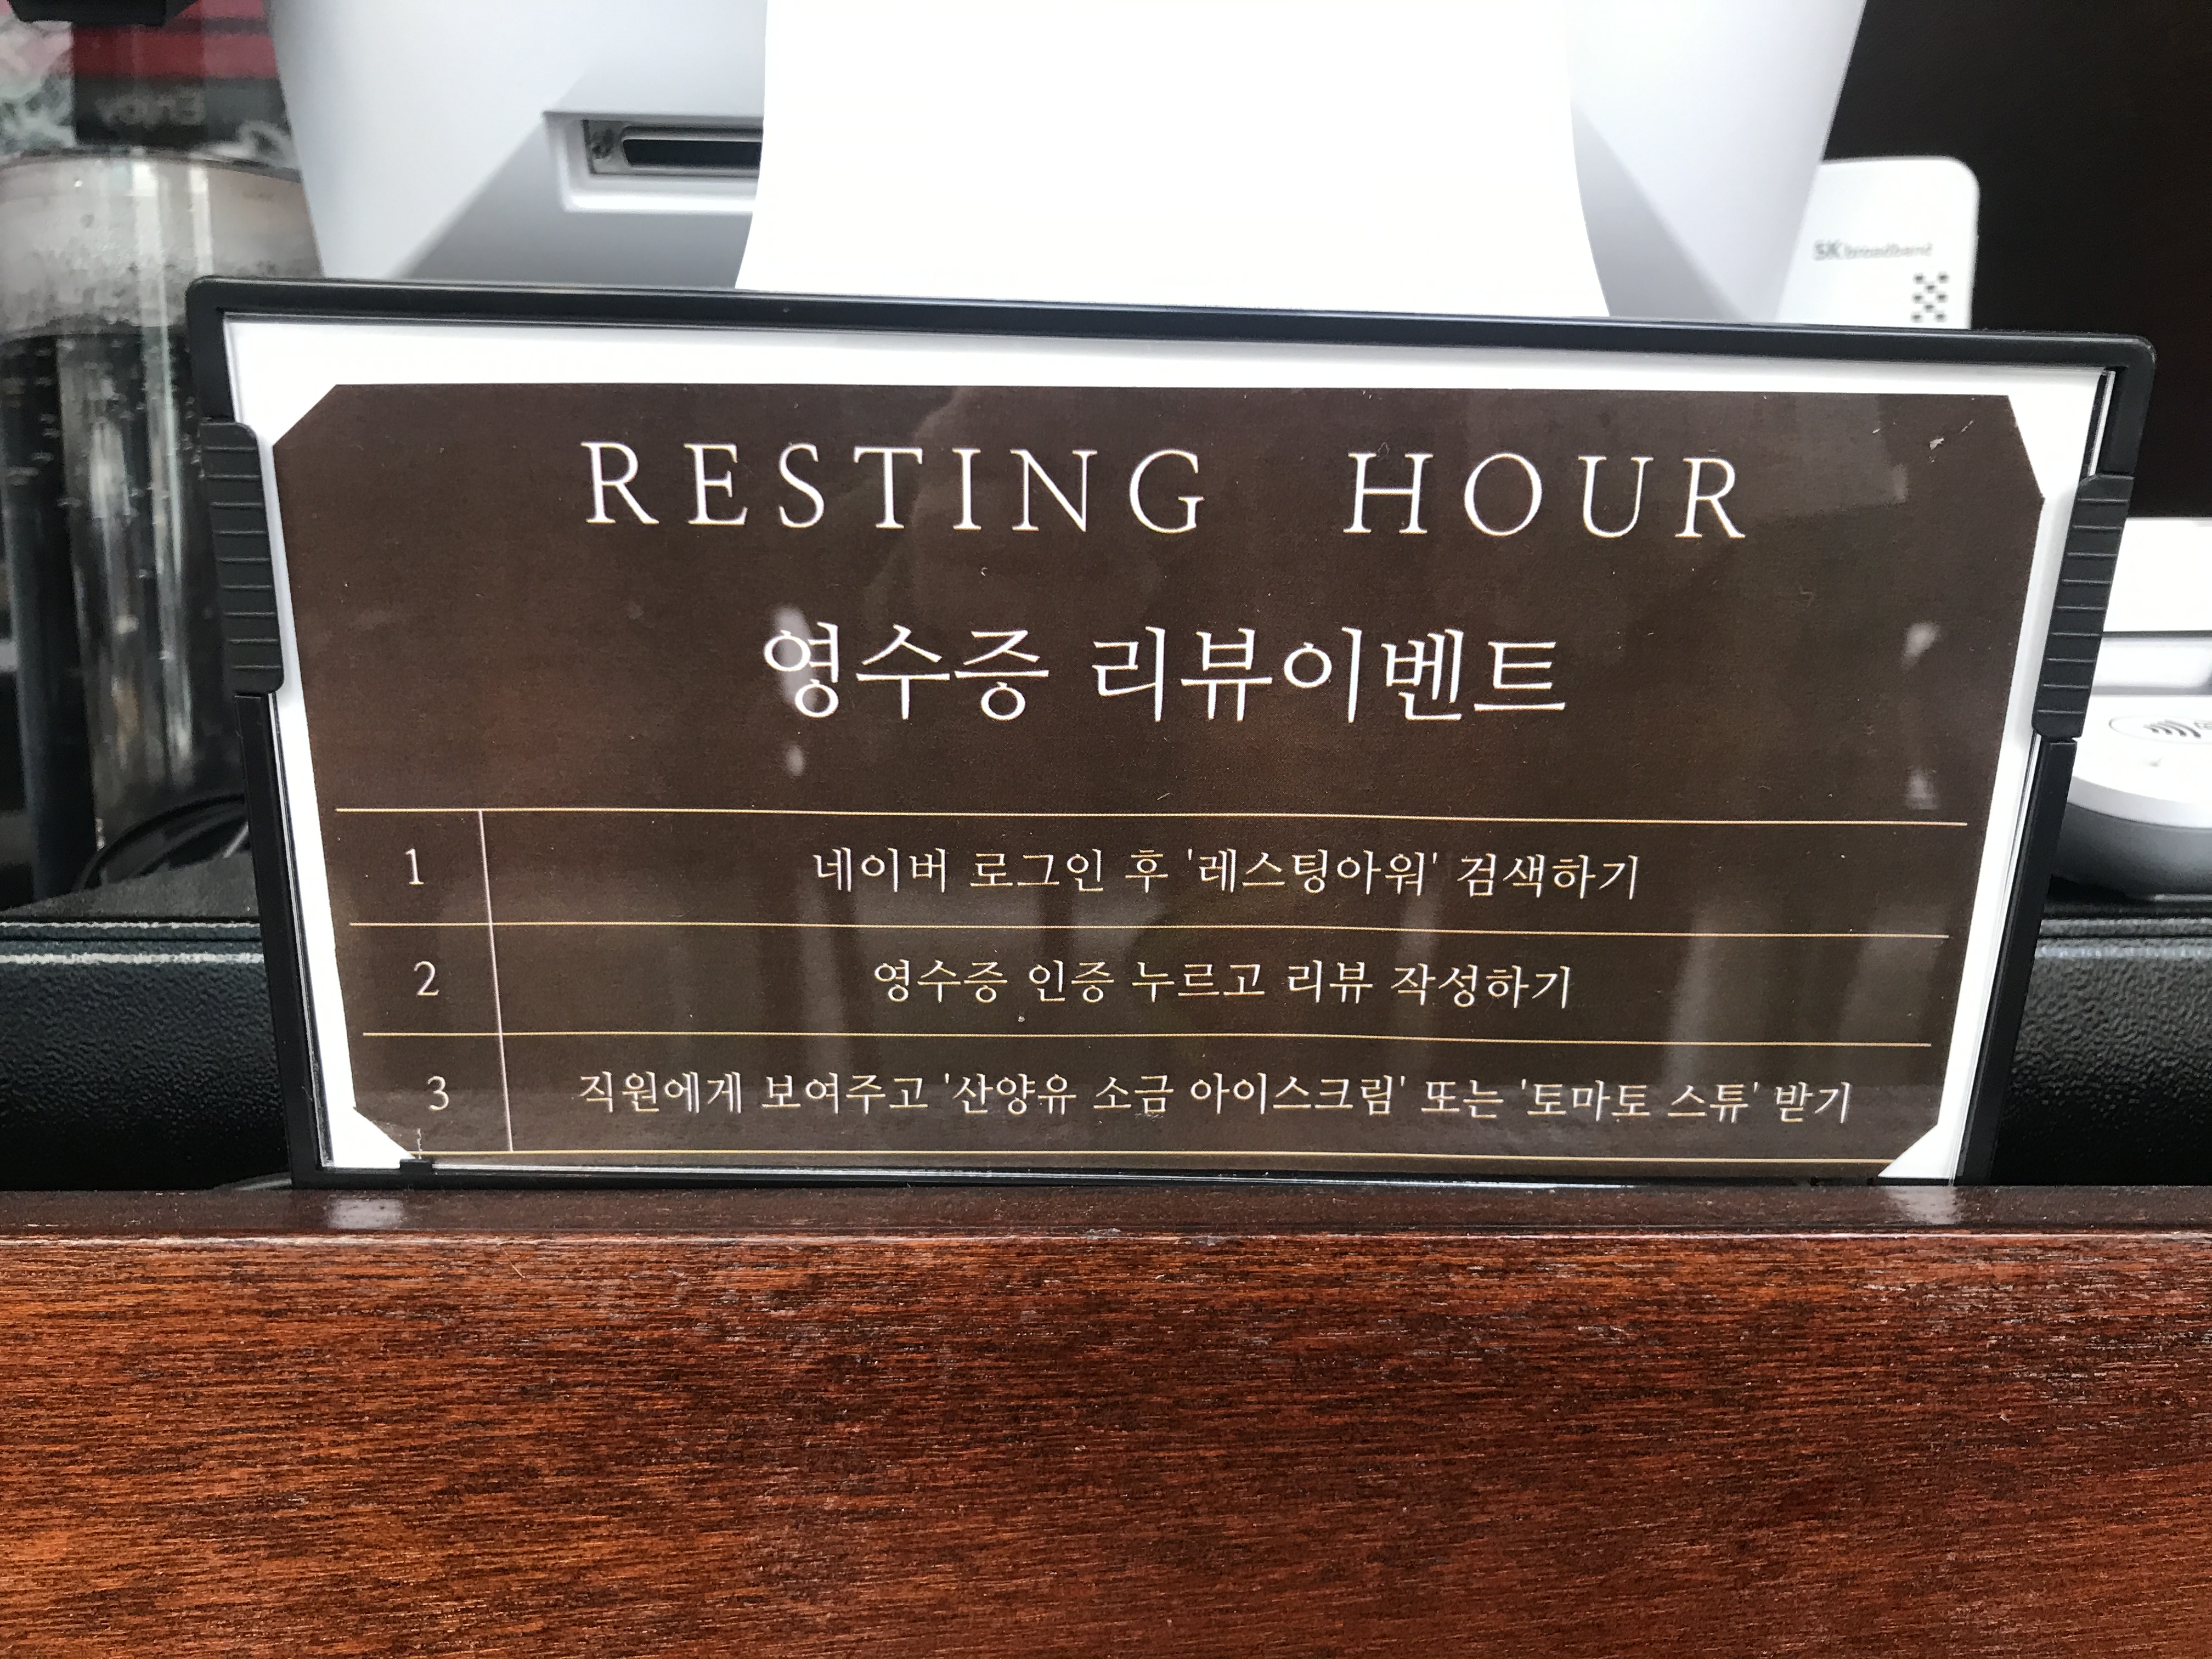 SK broadband
RESTING HOUR
영수증 리뷰이벤트
1 네이버 로그인 후 '레스팅아워' 검색하기
2 영수증 인증 누르고 리뷰 작성하기
3 직원에게 보여주고 '산양유 소금 아이스크림' 또는 '토마토 스튜' 받기